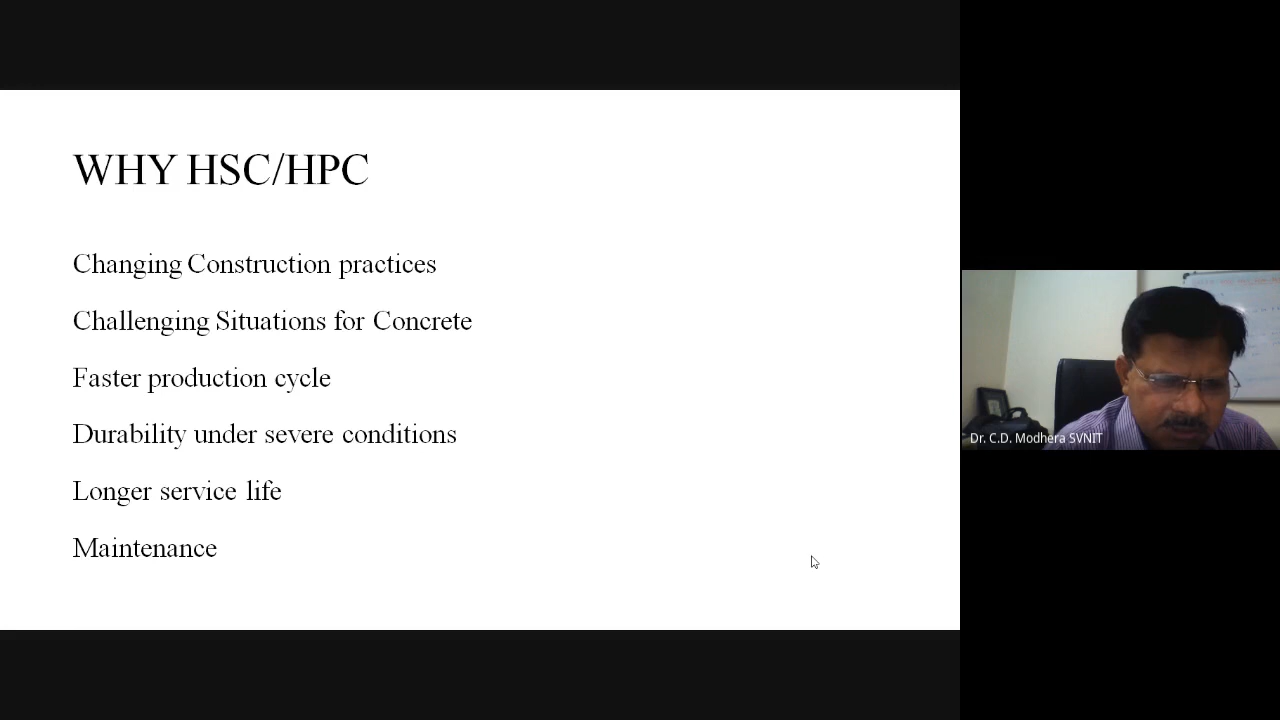 WHY HSC/HPC
Changing Construction practices
Challenging Situations for Concrete
Faster production cycle
Durability under severe conditions
Longer service life
Maintenance
Dr. C.D. Modhera SVNIT